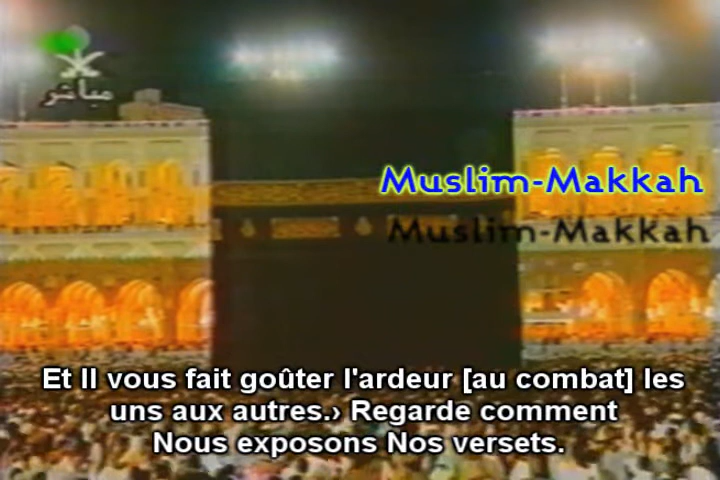 مباشر
Muslim-Makkah
Muslim-Makkah
Et Il vous fait goûter l'ardeur [au combat] les
uns aux autres.› Regarde comment
Nous exposons Nos versets.